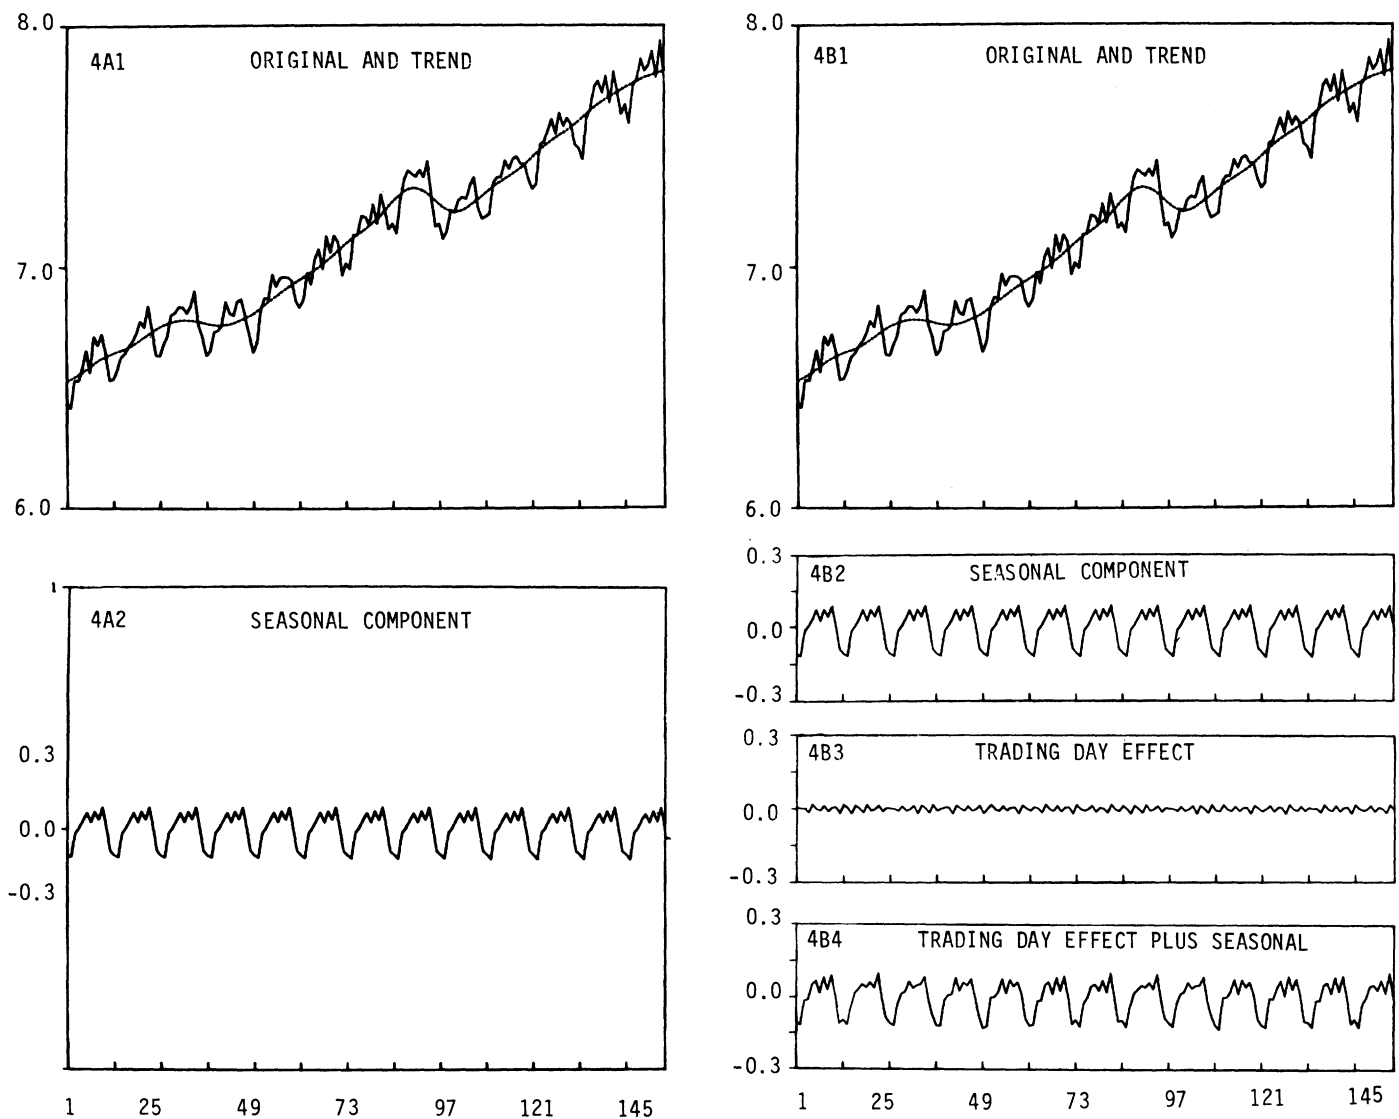 8.0
4A1 ORIGINAL AND TREND
7.0
6.0
1
4A2 SEASONAL COMPONENT
0.3
0.0
-0.3
1 25 49 73 97 121 145
8.0
4B1 ORIGINAL AND TREND
7.0
6.0
0.3
4B2 SEASONAL COMPONENT
0.0
-0.3
0.3
4B3 TRADING DAY EFFECT
0.0
-0.3
0.3
4B4 TRADING DAY EFFECT PLUS SEASONAL
0.0
-0.3
1 25 49 73 97 121 145